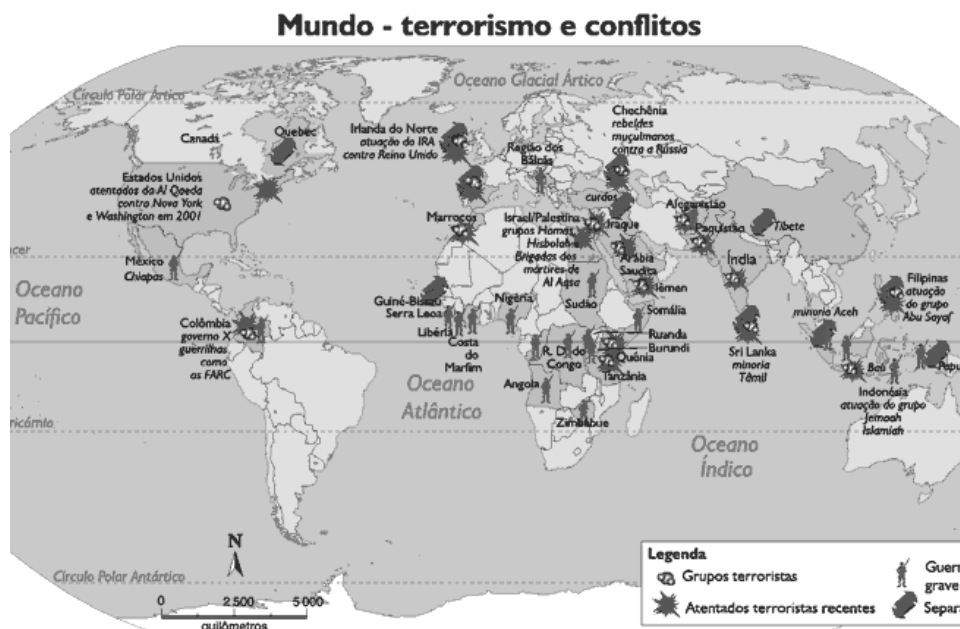 Mundo - terrorismo e conflitos
Oceano Glacial Ártico
Círculo Polar Ártico
Canadá
Quebec
Irlanda do Norte
atuação do IRA
contra Reino Unido
Região dos
Bálcãs
Chechênia
rebeldes
muçulmanos
contra a Rússia
Estados Unidos
atentados da Al Qaeda
contra Nova York
e Washington em 2001
curdos
Marrocos
Israel/Palestina
grupos Hamas,
Hisbolah e
Brigadas dos
mártires de
Al Aqsa
Iraque
Afeganistão
Paquistão
Tibete
Arábia
Saudita
Iêmen
Índia
México
Chiapas
Oceano
Pacífico
Guiné-Bissau
Serra Leoa
Libéria
Costa
do
Marfim
Nigéria
Sudão
Somália
Filipinas
atuação
do grupo
Abu Sayaf
minoria Aceh
Colômbia
governo X
guerrilhas
como
as FARC
Ruanda
Burundi
R. D. do
Congo
Quênia
Tanzânia
Sri Lanka
minoria
Tâmil
Indonésia
atuação do grupo
Jemaah
Islamiah
Oceano
Atlântico
Angola
Zimbábue
Oceano
Índico
N
Círculo Polar Antártico
0 2 500 5 000
quilômetros
Legenda
Grupos terroristas
Atentados terroristas recentes
grave